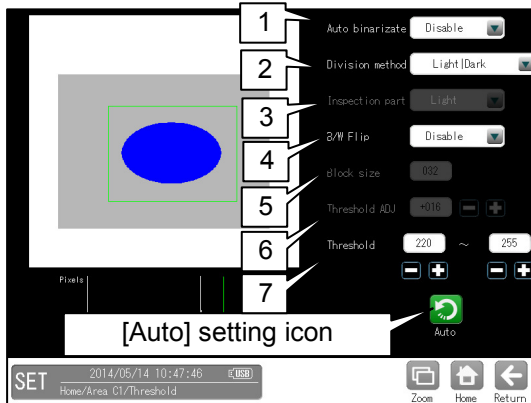 1
Auto binarizate Disable
2
Division method Light|Dark
3
Inspection part Light
4
B/W Flip Disable
5
Block size 032
6
Threshold ADJ +016
7
Threshold 220 ~ 255
Pixels
[Auto] setting icon
Auto
SET
2014/05/14 10:47:46 USB
Home/Area C1/Threshold
Zoom Home Return